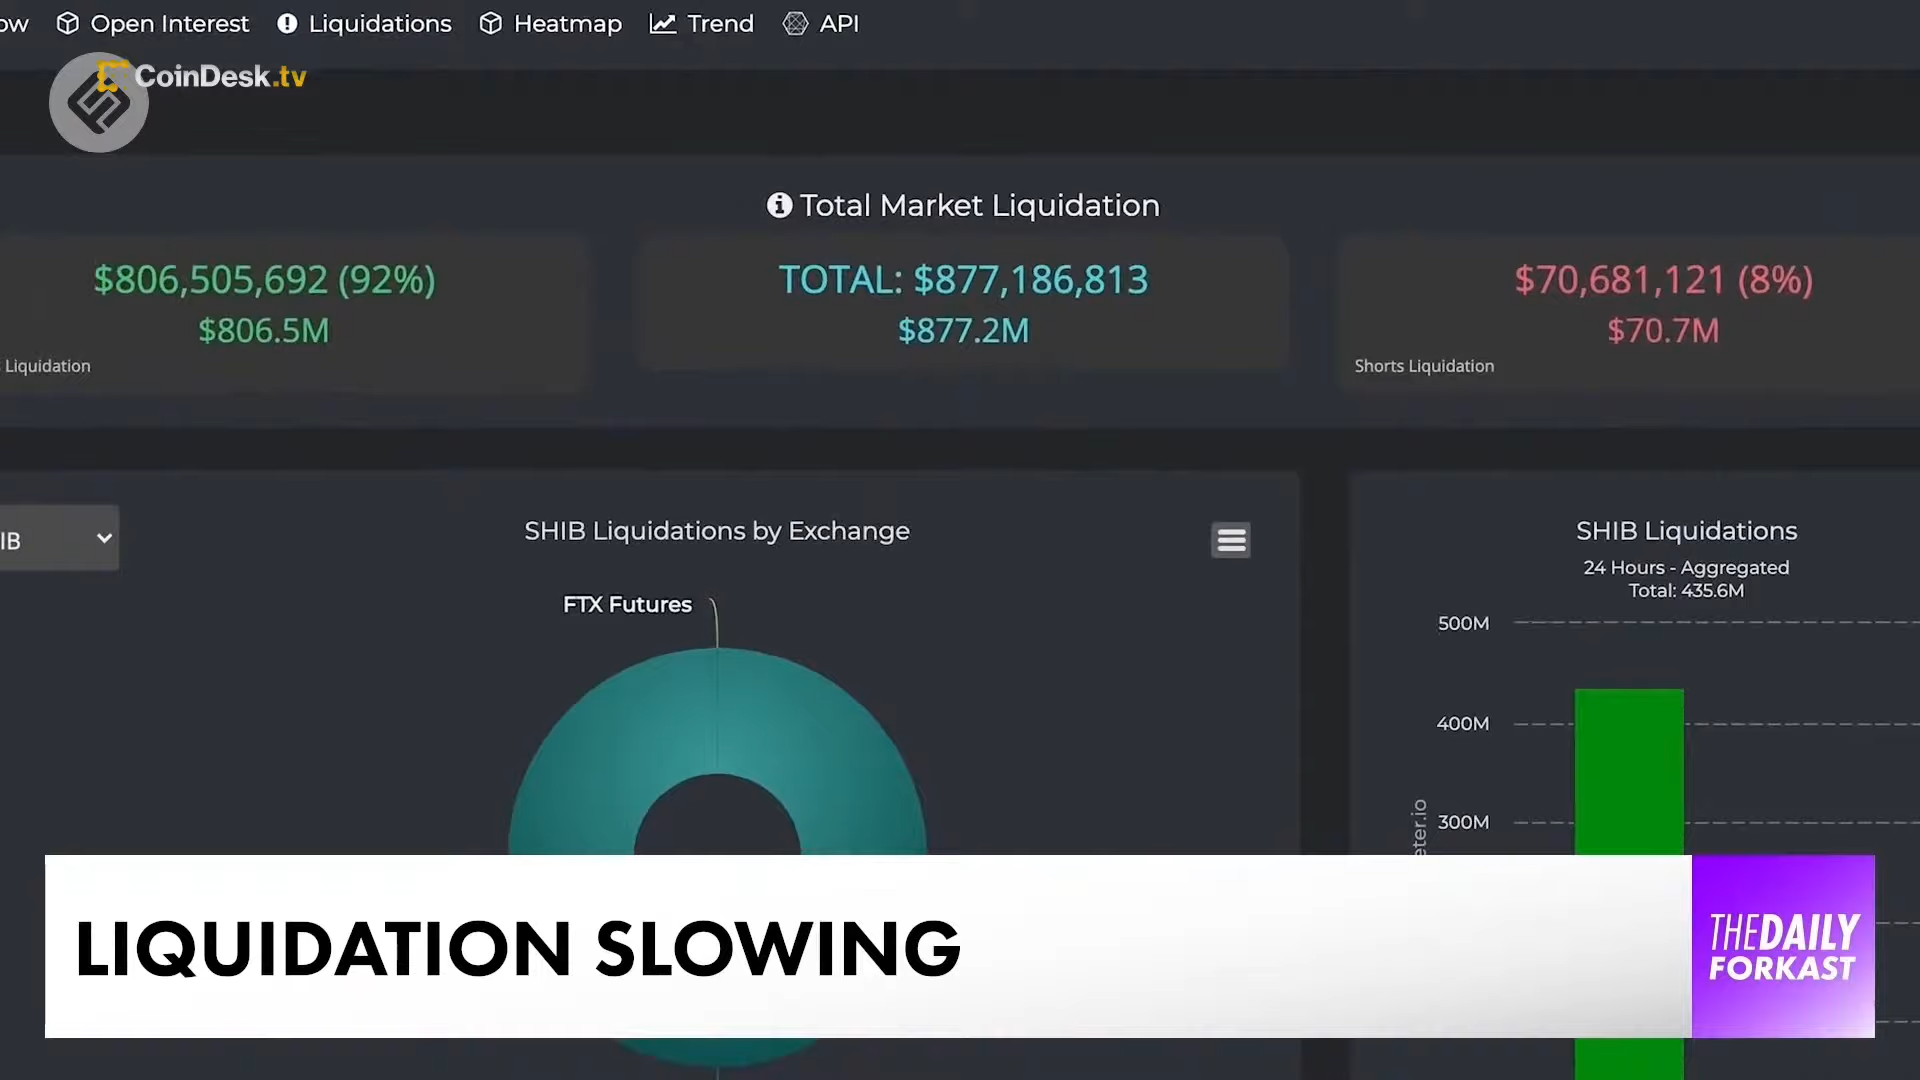 ow Open Interest Liquidations Heatmap Trend API
CoinDesk.tv
Total Market Liquidation
$806,505,692 (92%)
$806.5M
Liquidation
TOTAL: $877,186,813
$877.2M
$70,681,121 (8%)
$70.7M
Shorts Liquidation
IB
SHIB Liquidations by Exchange
FTX Futures
SHIB Liquidations
24 Hours - Aggregated
Total: 435.6M
500M
400M
300M
eter.io
LIQUIDATION SLOWING
THE DAILY
FORKAST